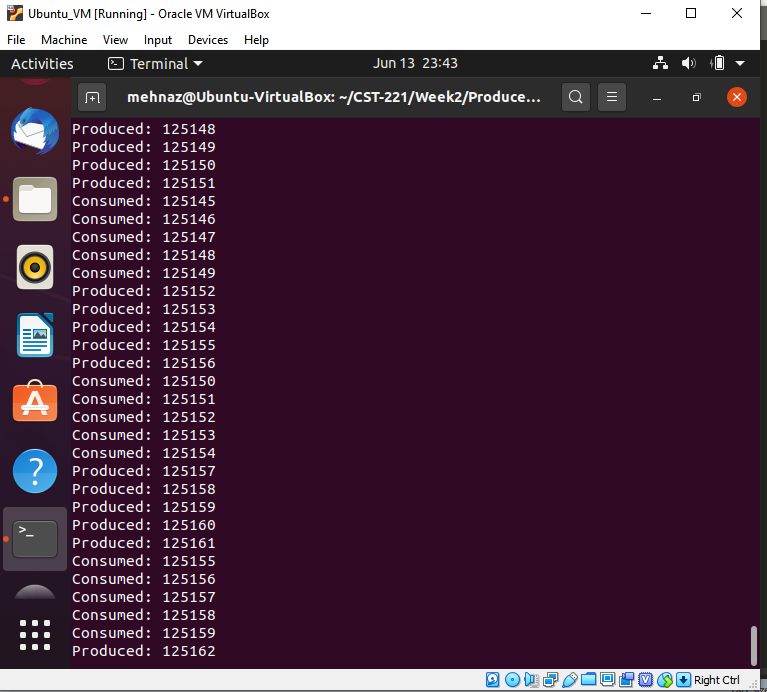 Ubuntu_VM [Running] - Oracle VM VirtualBox
File Machine View Input Devices Help
Activities Terminal Jun 13 23:43
mehnaz@Ubuntu-VirtualBox: ~/CST-221/Week2/Produce...
Produced: 125148
Produced: 125149
Produced: 125150
Produced: 125151
Consumed: 125145
Consumed: 125146
Consumed: 125147
Consumed: 125148
Consumed: 125149
Produced: 125152
Produced: 125153
Produced: 125154
Produced: 125155
Produced: 125156
Consumed: 125150
Consumed: 125151
Consumed: 125152
Consumed: 125153
Consumed: 125154
Produced: 125157
Produced: 125158
Produced: 125159
Produced: 125160
Produced: 125161
Consumed: 125155
Consumed: 125156
Consumed: 125157
Consumed: 125158
Consumed: 125159
Produced: 125162
Right Ctrl